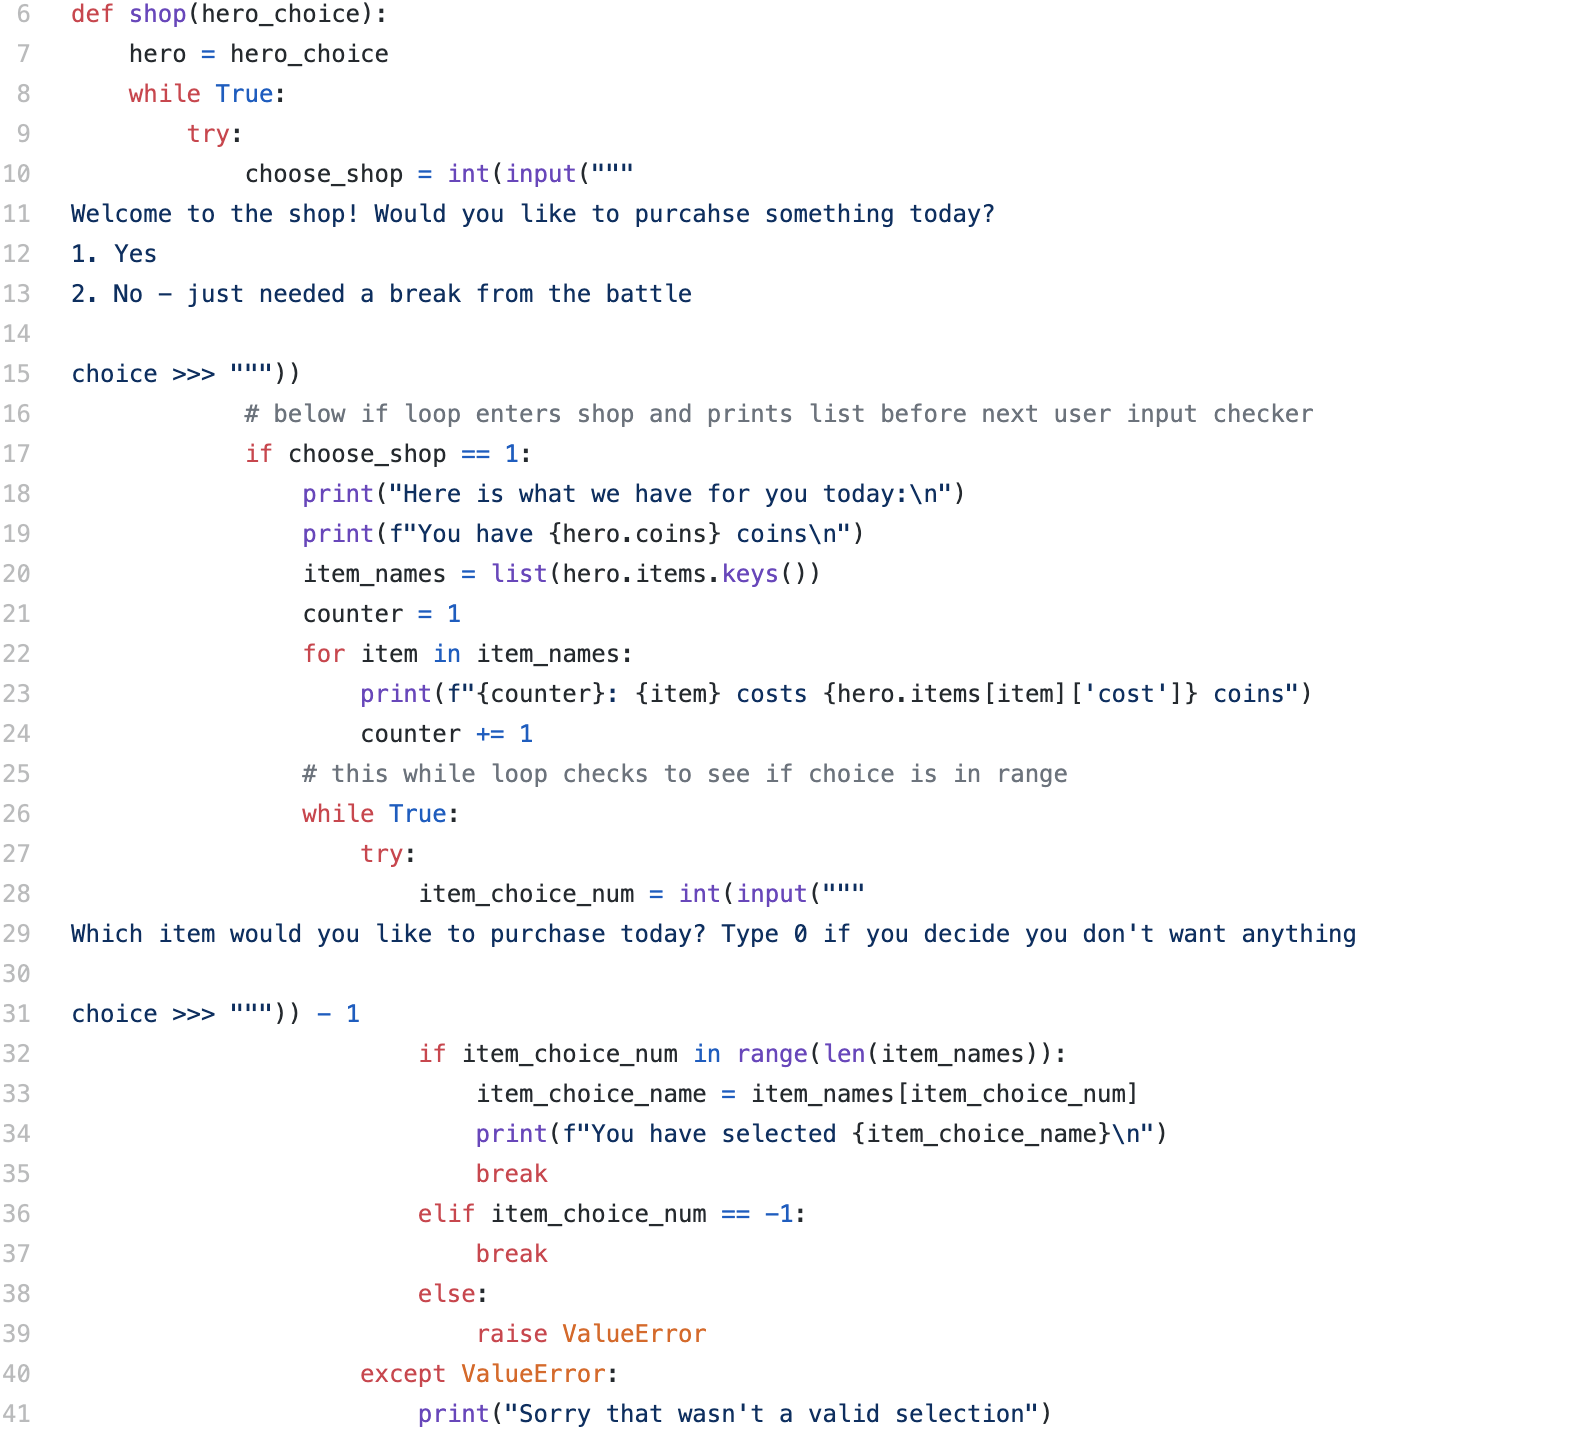 6 def shop(hero_choice):
7     hero = hero_choice
8     while True:
9         try:
10             choose_shop = int(input("""
11 Welcome to the shop! Would you like to purcahse something today?
12 1. Yes
13 2. No - just needed a break from the battle
14
15 choice >>> """))
16             # below if loop enters shop and prints list before next user input checker
17             if choose_shop == 1:
18                 print("Here is what we have for you today:\n")
19                 print(f"You have {hero.coins} coins\n")
20                 item_names = list(hero.items.keys())
21                 counter = 1
22                 for item in item_names:
23                     print(f"{counter}: {item} costs {hero.items[item]['cost']} coins")
24                     counter += 1
25                 # this while loop checks to see if choice is in range
26                 while True:
27                     try:
28                         item_choice_num = int(input("""
29 Which item would you like to purchase today? Type 0 if you decide you don't want anything
30
31 choice >>> """)) - 1
32                         if item_choice_num in range(len(item_names)):
33                             item_choice_name = item_names[item_choice_num]
34                             print(f"You have selected {item_choice_name}\n")
35                             break
36                         elif item_choice_num == -1:
37                             break
38                         else:
39                             raise ValueError
40                     except ValueError:
41                         print("Sorry that wasn't a valid selection")